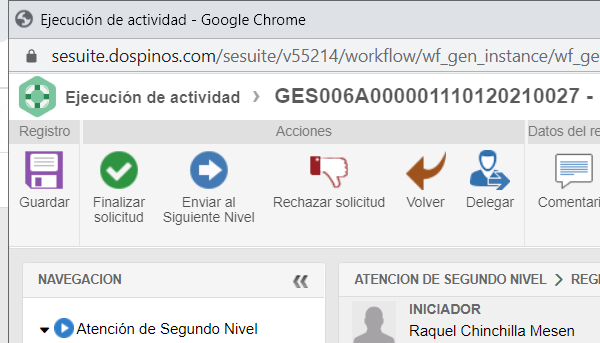 Ejecución de actividad - Google Chrome
sesuite.dospinos.com/sesuite/v55214/workflow/wf_gen_instance/wf_ge
Ejecución de actividad > GES006A000001110120210027 -
Registro Acciones Datos del re
Guardar Finalizar solicitud Enviar al Siguiente Nivel Rechazar solicitud Volver Delegar Comentari
NAVEGACION «
ATENCION DE SEGUNDO NIVEL > REGI
INICIADOR
Atención de Segundo Nivel
Raquel Chinchilla Mesen